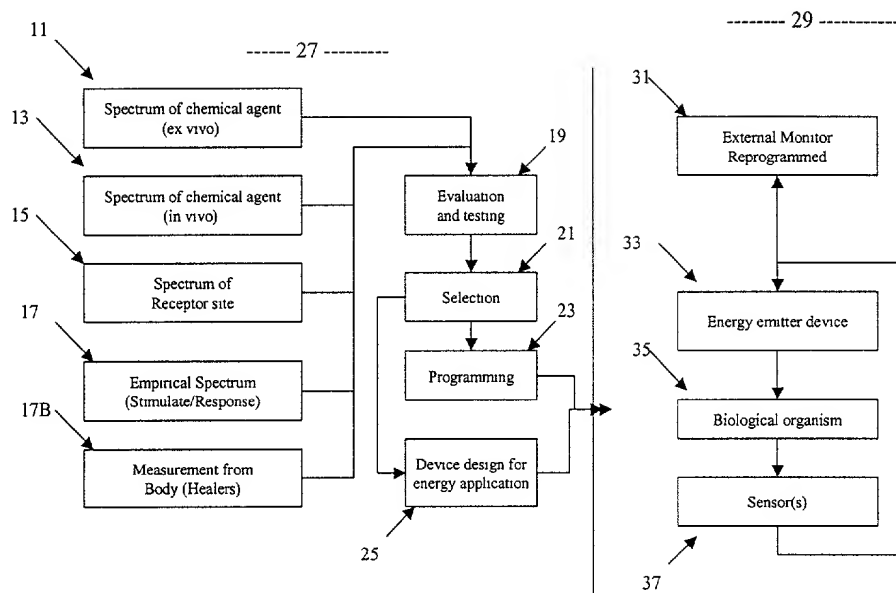 11
------ 27 ------
------- 29 -------
13
Spectrum of chemical agent
(ex vivo)
31
19
External Monitor
Reprogrammed
Spectrum of chemical agent
(in vivo)
Evaluation
and testing
15
21
33
Spectrum of
Receptor site
Selection
Energy emitter device
17
23
35
Empirical Spectrum
(Stimulate/Response)
Programming
17B
Biological organism
Measurement from
Body (Healers)
Device design for
energy application
Sensor(s)
25
37